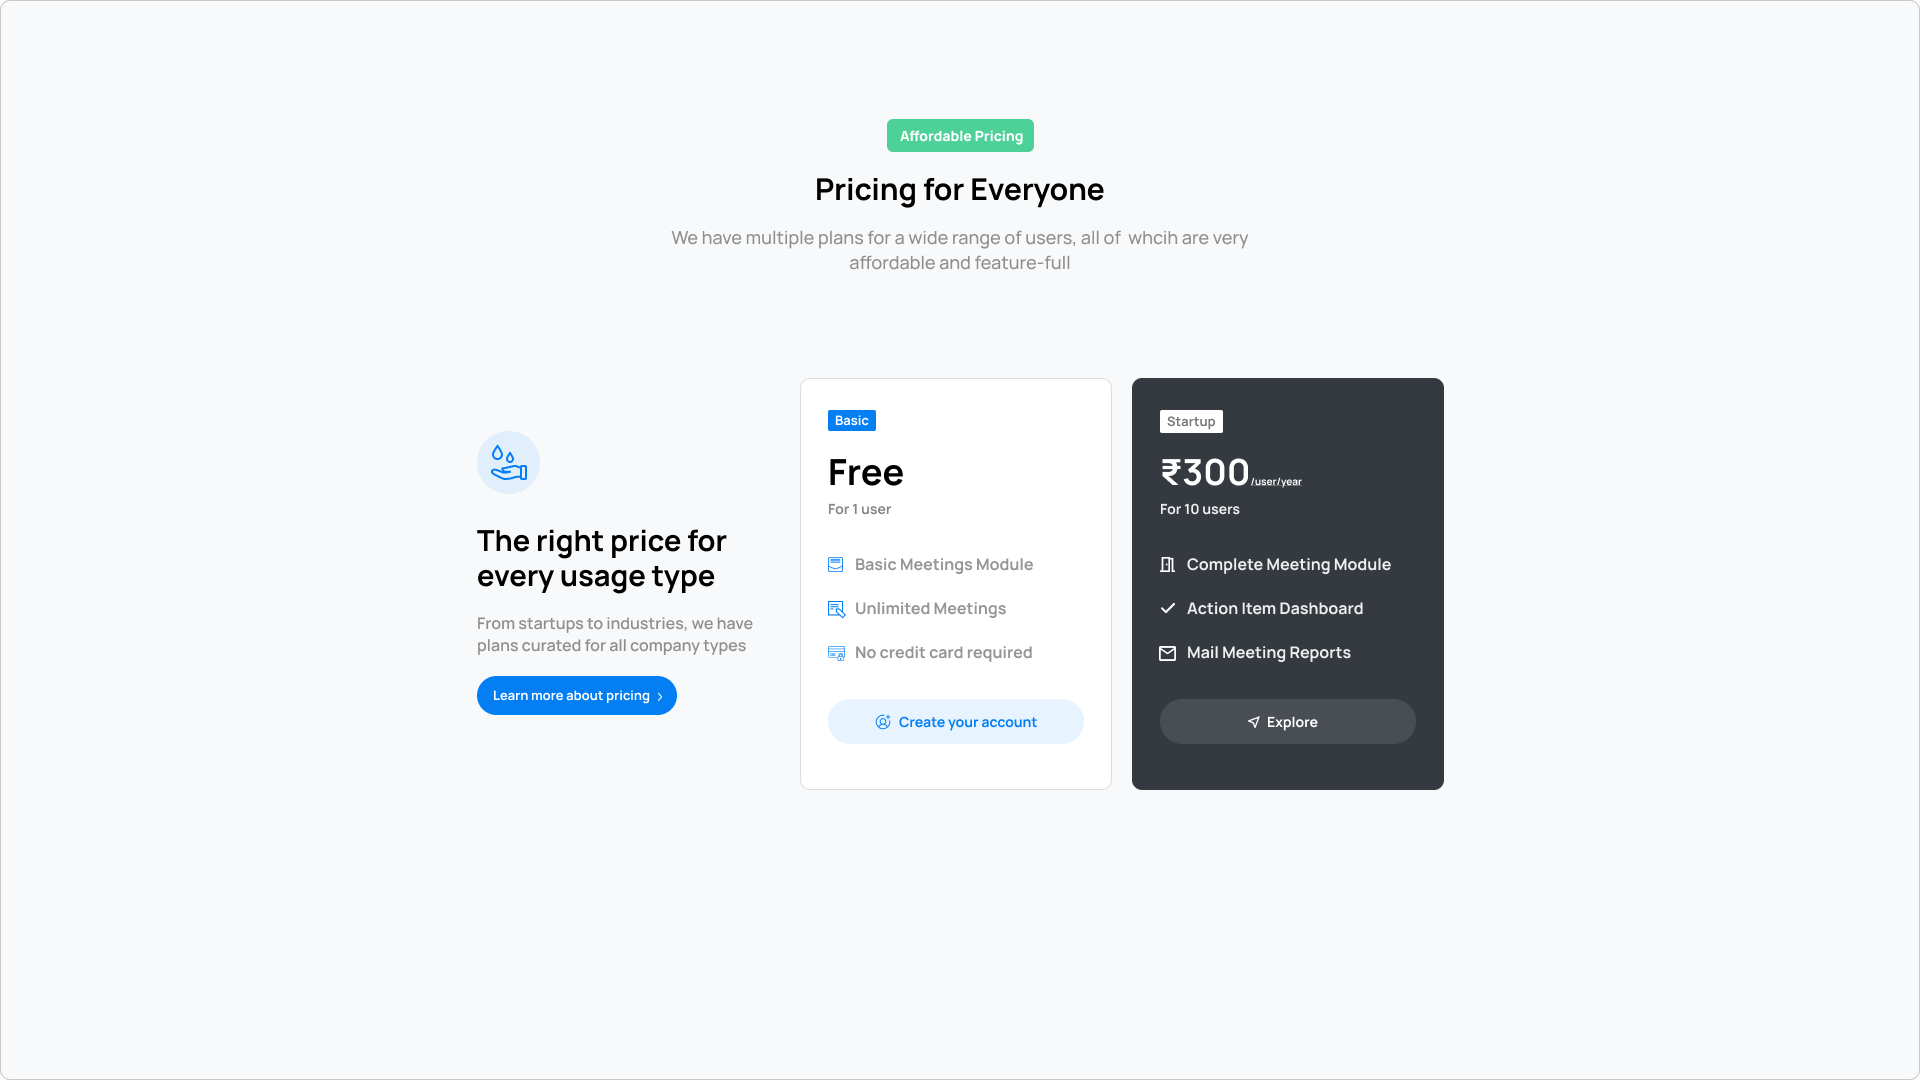 Affordable Pricing
Pricing for Everyone
We have multiple plans for a wide range of users, all of  whcih are very
affordable and feature-full
The right price for
every usage type
From startups to industries, we have
plans curated for all company types
Learn more about pricing
Basic
Free
For 1 user
Basic Meetings Module
Unlimited Meetings
No credit card required
Create your account
Startup
₹300/user/year
For 10 users
Complete Meeting Module
Action Item Dashboard
Mail Meeting Reports
Explore